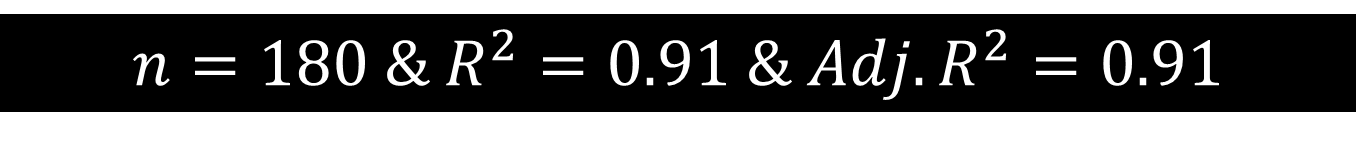 n = 180 & R² = 0.91 & Adj. R² = 0.91